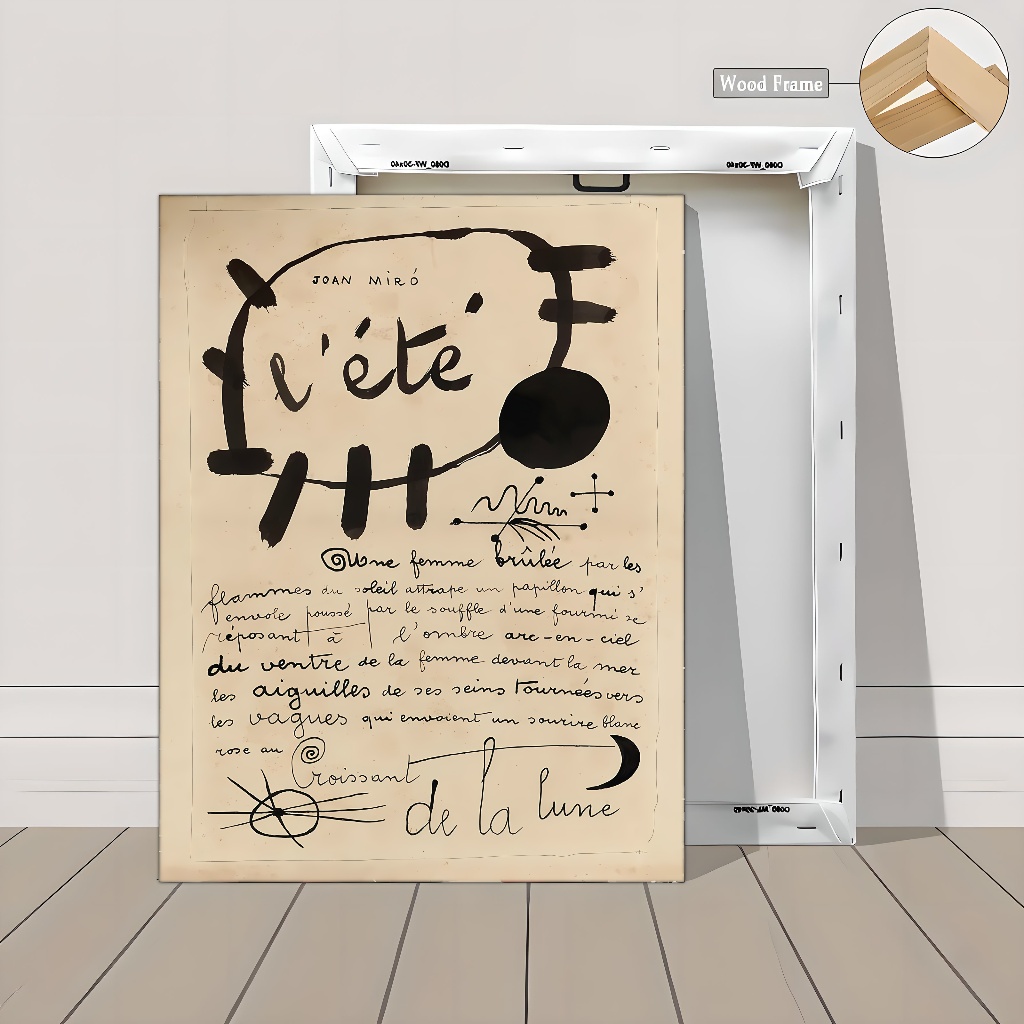 Wood Frame
JOAN MIRÓ
l'été
Une femme brûlée par les
flammes du soleil attrape un papillon qui s'
envole poussé par le souffle d'une fourmi se
réposant à l'ombre arc-en-ciel
du ventre de la femme devant la mer
les aiguilles de ses seins tournées vers
les vagues qui envoient un sourire blanc
rose au
Croissant
de la lune